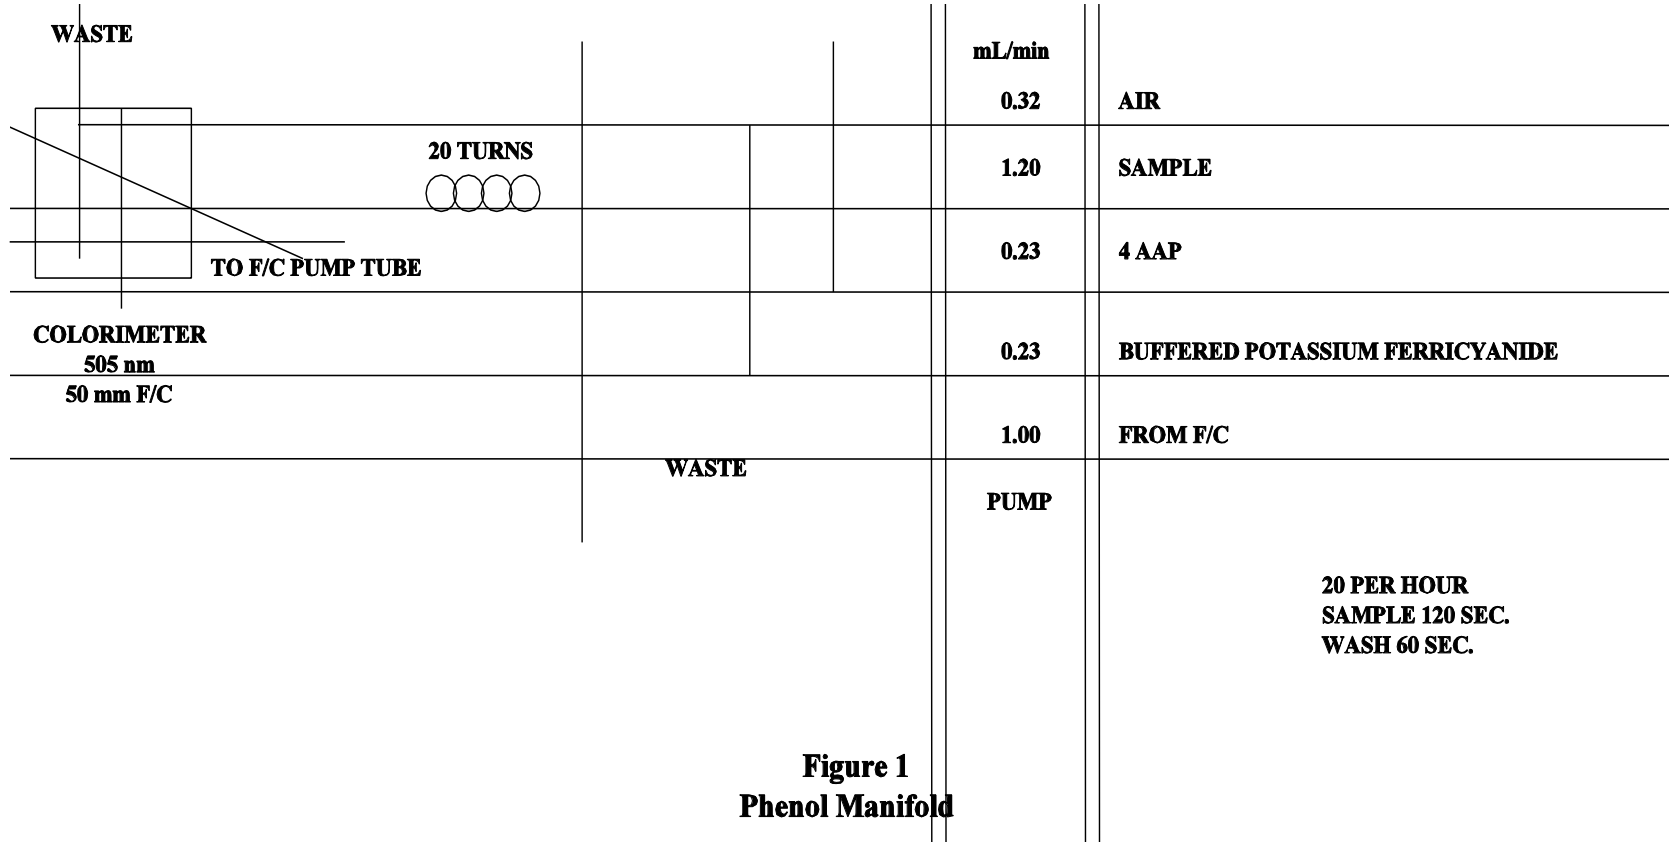 WASTE
mL/min
0.32 AIR
20 TURNS
1.20 SAMPLE
0.23 4 AAP
TO F/C PUMP TUBE
COLORIMETER
505 nm
50 mm F/C
0.23 BUFFERED POTASSIUM FERRICYANIDE
1.00 FROM F/C
WASTE
PUMP
20 PER HOUR
SAMPLE 120 SEC.
WASH 60 SEC.
Figure 1
Phenol Manifold